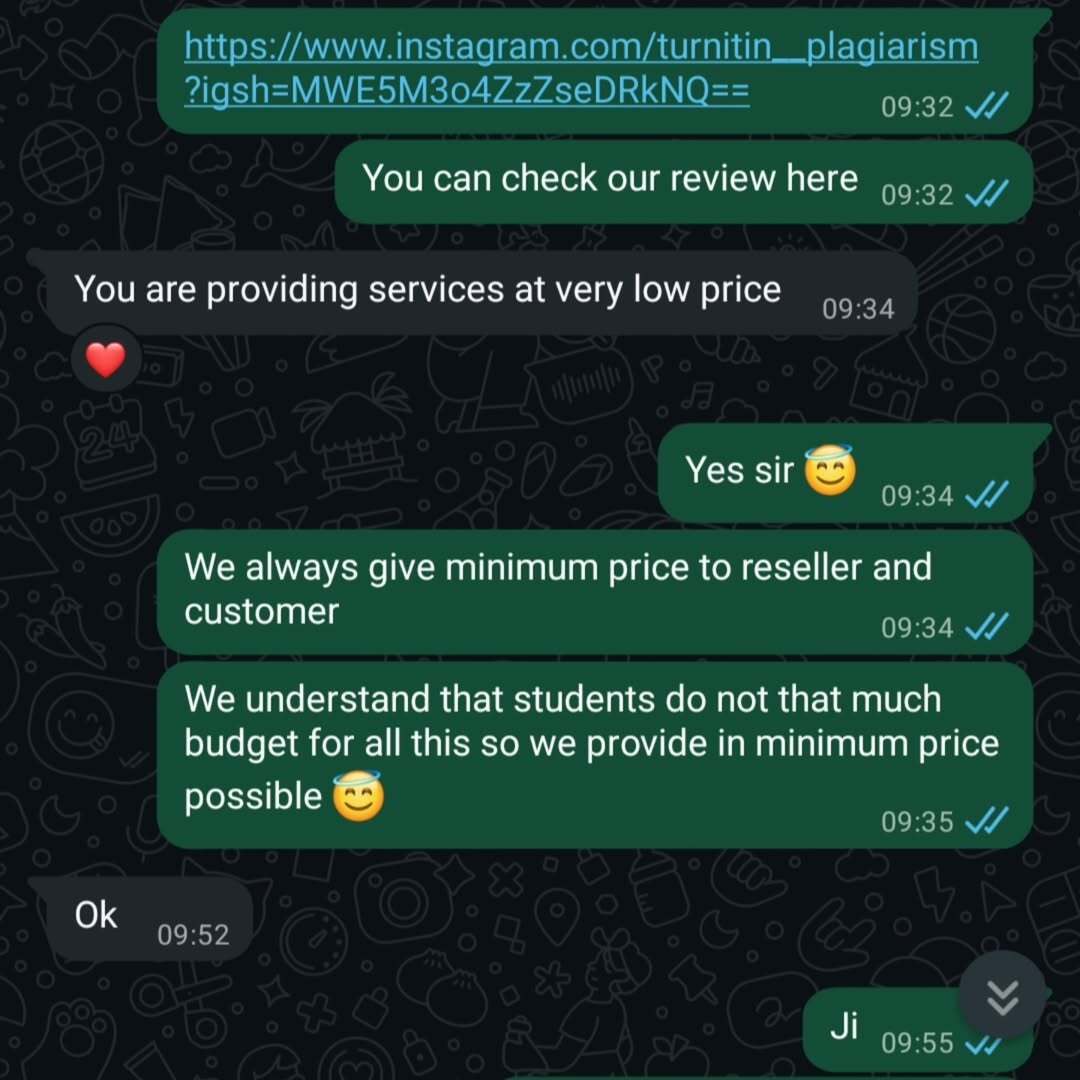 https://www.instagram.com/turnitin__plagiarism
?igsh=MWE5M3o4ZzZseDRkNQ==
09:32
You can check our review here
09:32
You are providing services at very low price
09:34
Yes sir 😇
09:34
We always give minimum price to reseller and
customer
09:34
We understand that students do not that much
budget for all this so we provide in minimum price
possible 😇
09:35
Ok
09:52
Ji
09:55